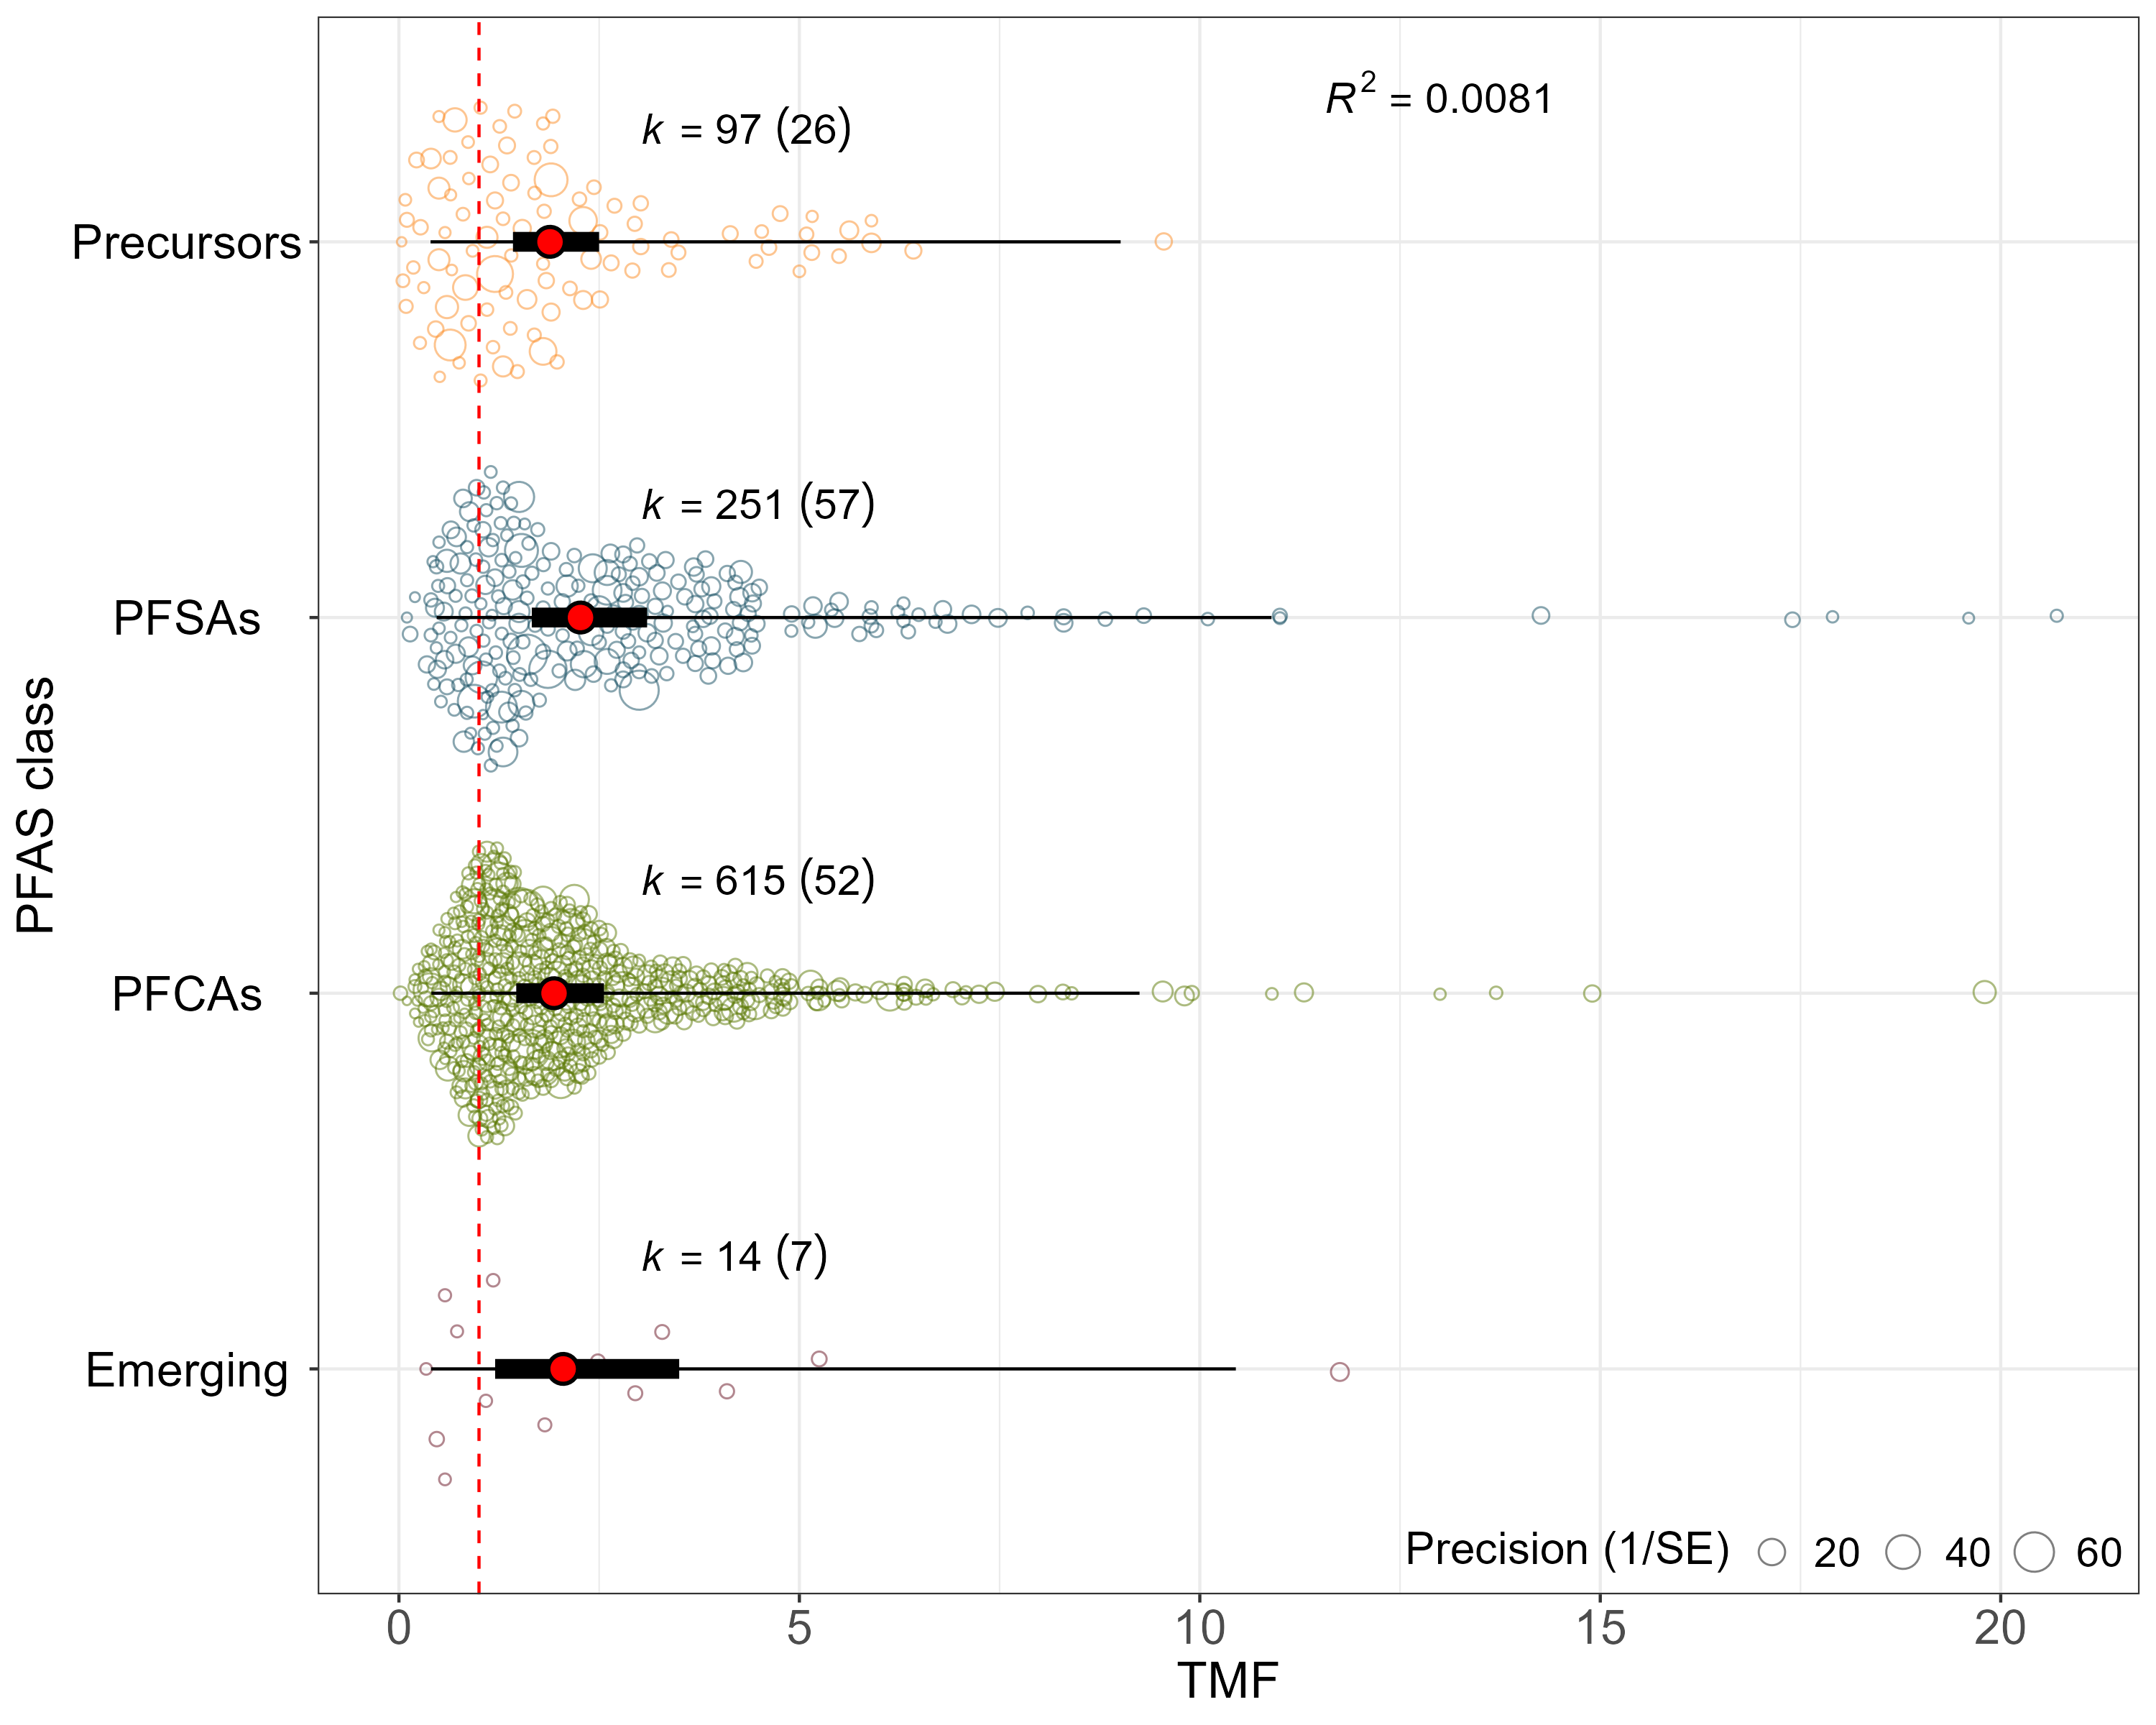 R² = 0.0081
k = 97 (26)
Precursors
k = 251 (57)
PFSAs
PFAS class
k = 615 (52)
PFCAs
k = 14 (7)
Emerging
Precision (1/SE) 20 40 60
0 5 10 15 20
TMF